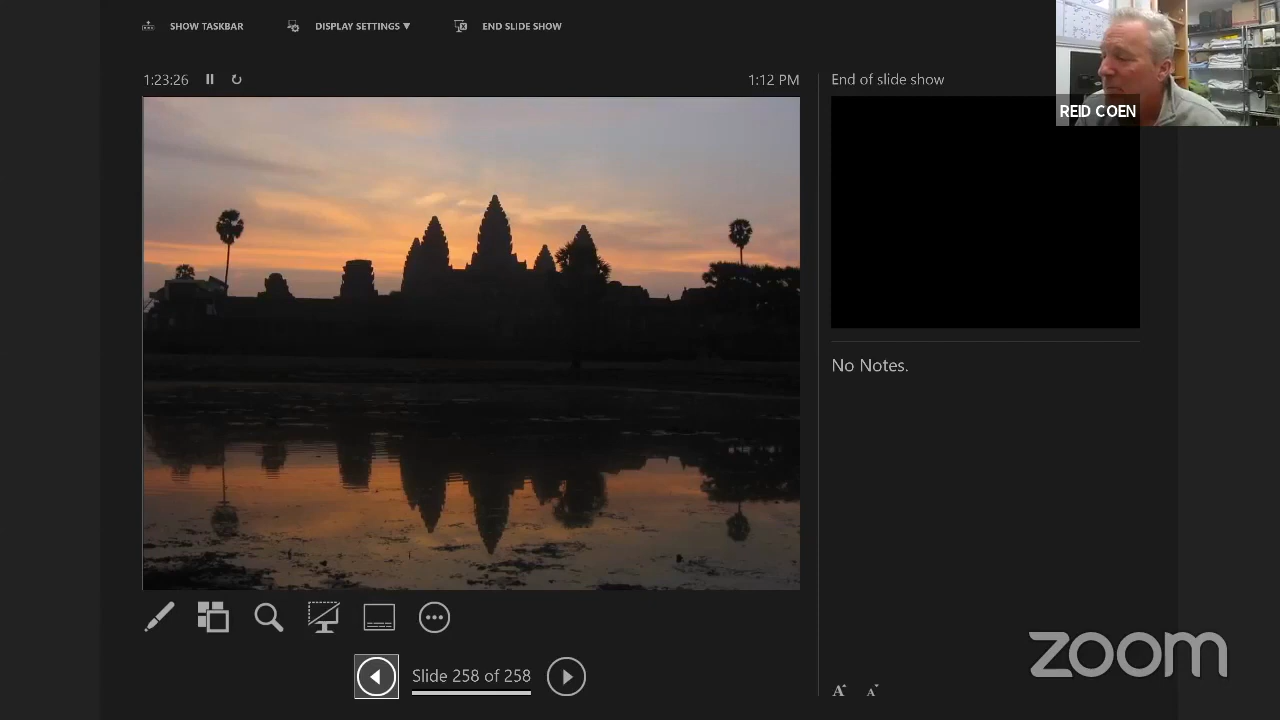 SHOW TASKBAR
DISPLAY SETTINGS ▼
END SLIDE SHOW
1:23:26
1:12 PM
End of slide show
REID COEN
No Notes.
Slide 258 of 258
A A
zoom